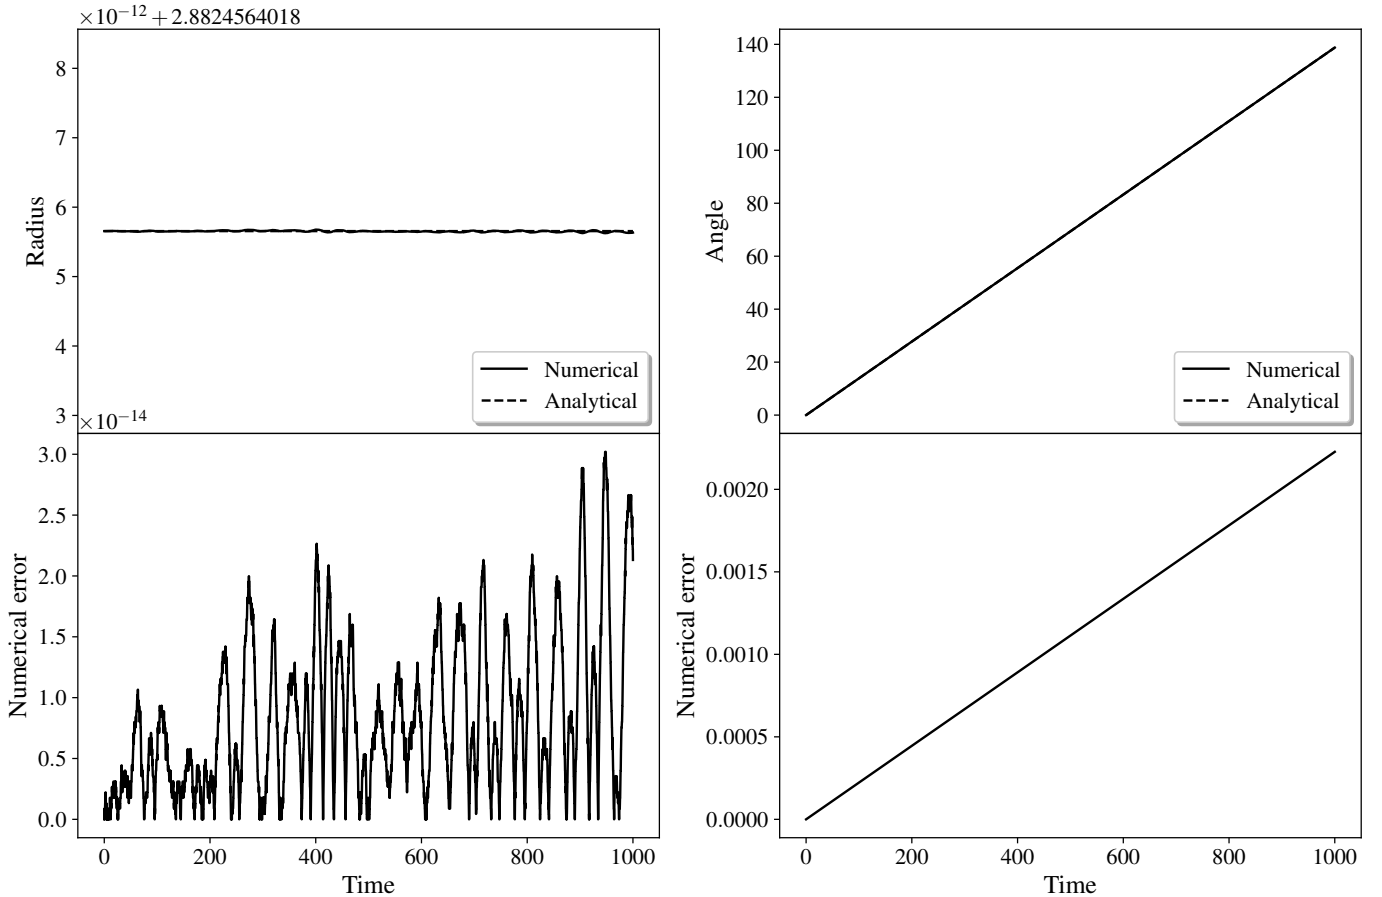 ×10⁻¹² + 2.8824564018
8
7
6
5
4
3
Radius
Numerical
Analytical
140
120
100
80
60
40
20
0
Angle
Numerical
Analytical
×10⁻¹⁴
3.0
2.5
2.0
1.5
1.0
0.5
0.0
Numerical error
0 200 400 600 800 1000
Time
0.0020
0.0015
0.0010
0.0005
0.0000
Numerical error
0 200 400 600 800 1000
Time